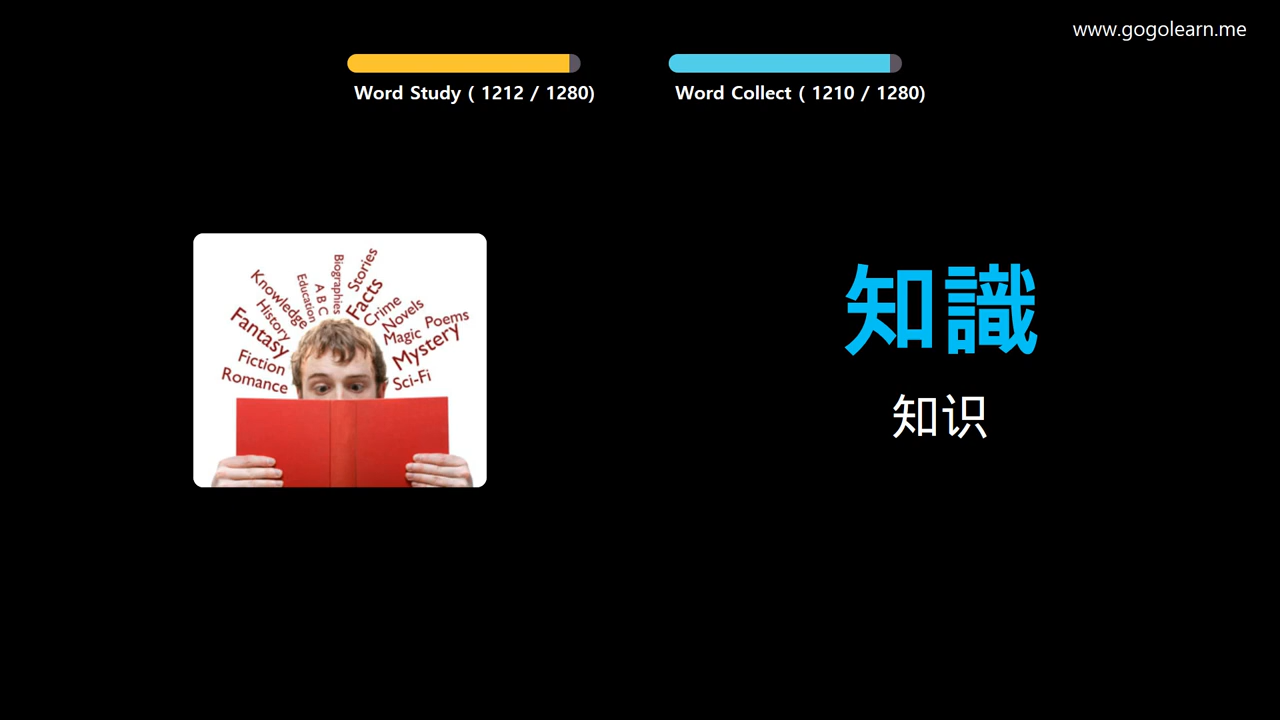 www.gogolearn.me
Word Study ( 1212 / 1280)
Word Collect ( 1210 / 1280)
Knowledge
History
Fantasy
Fiction
Romance
Education
A B C
Biographies
Stories
Facts
Crime
Novels
Magic
Poems
Mystery
Sci-Fi
知識
知识